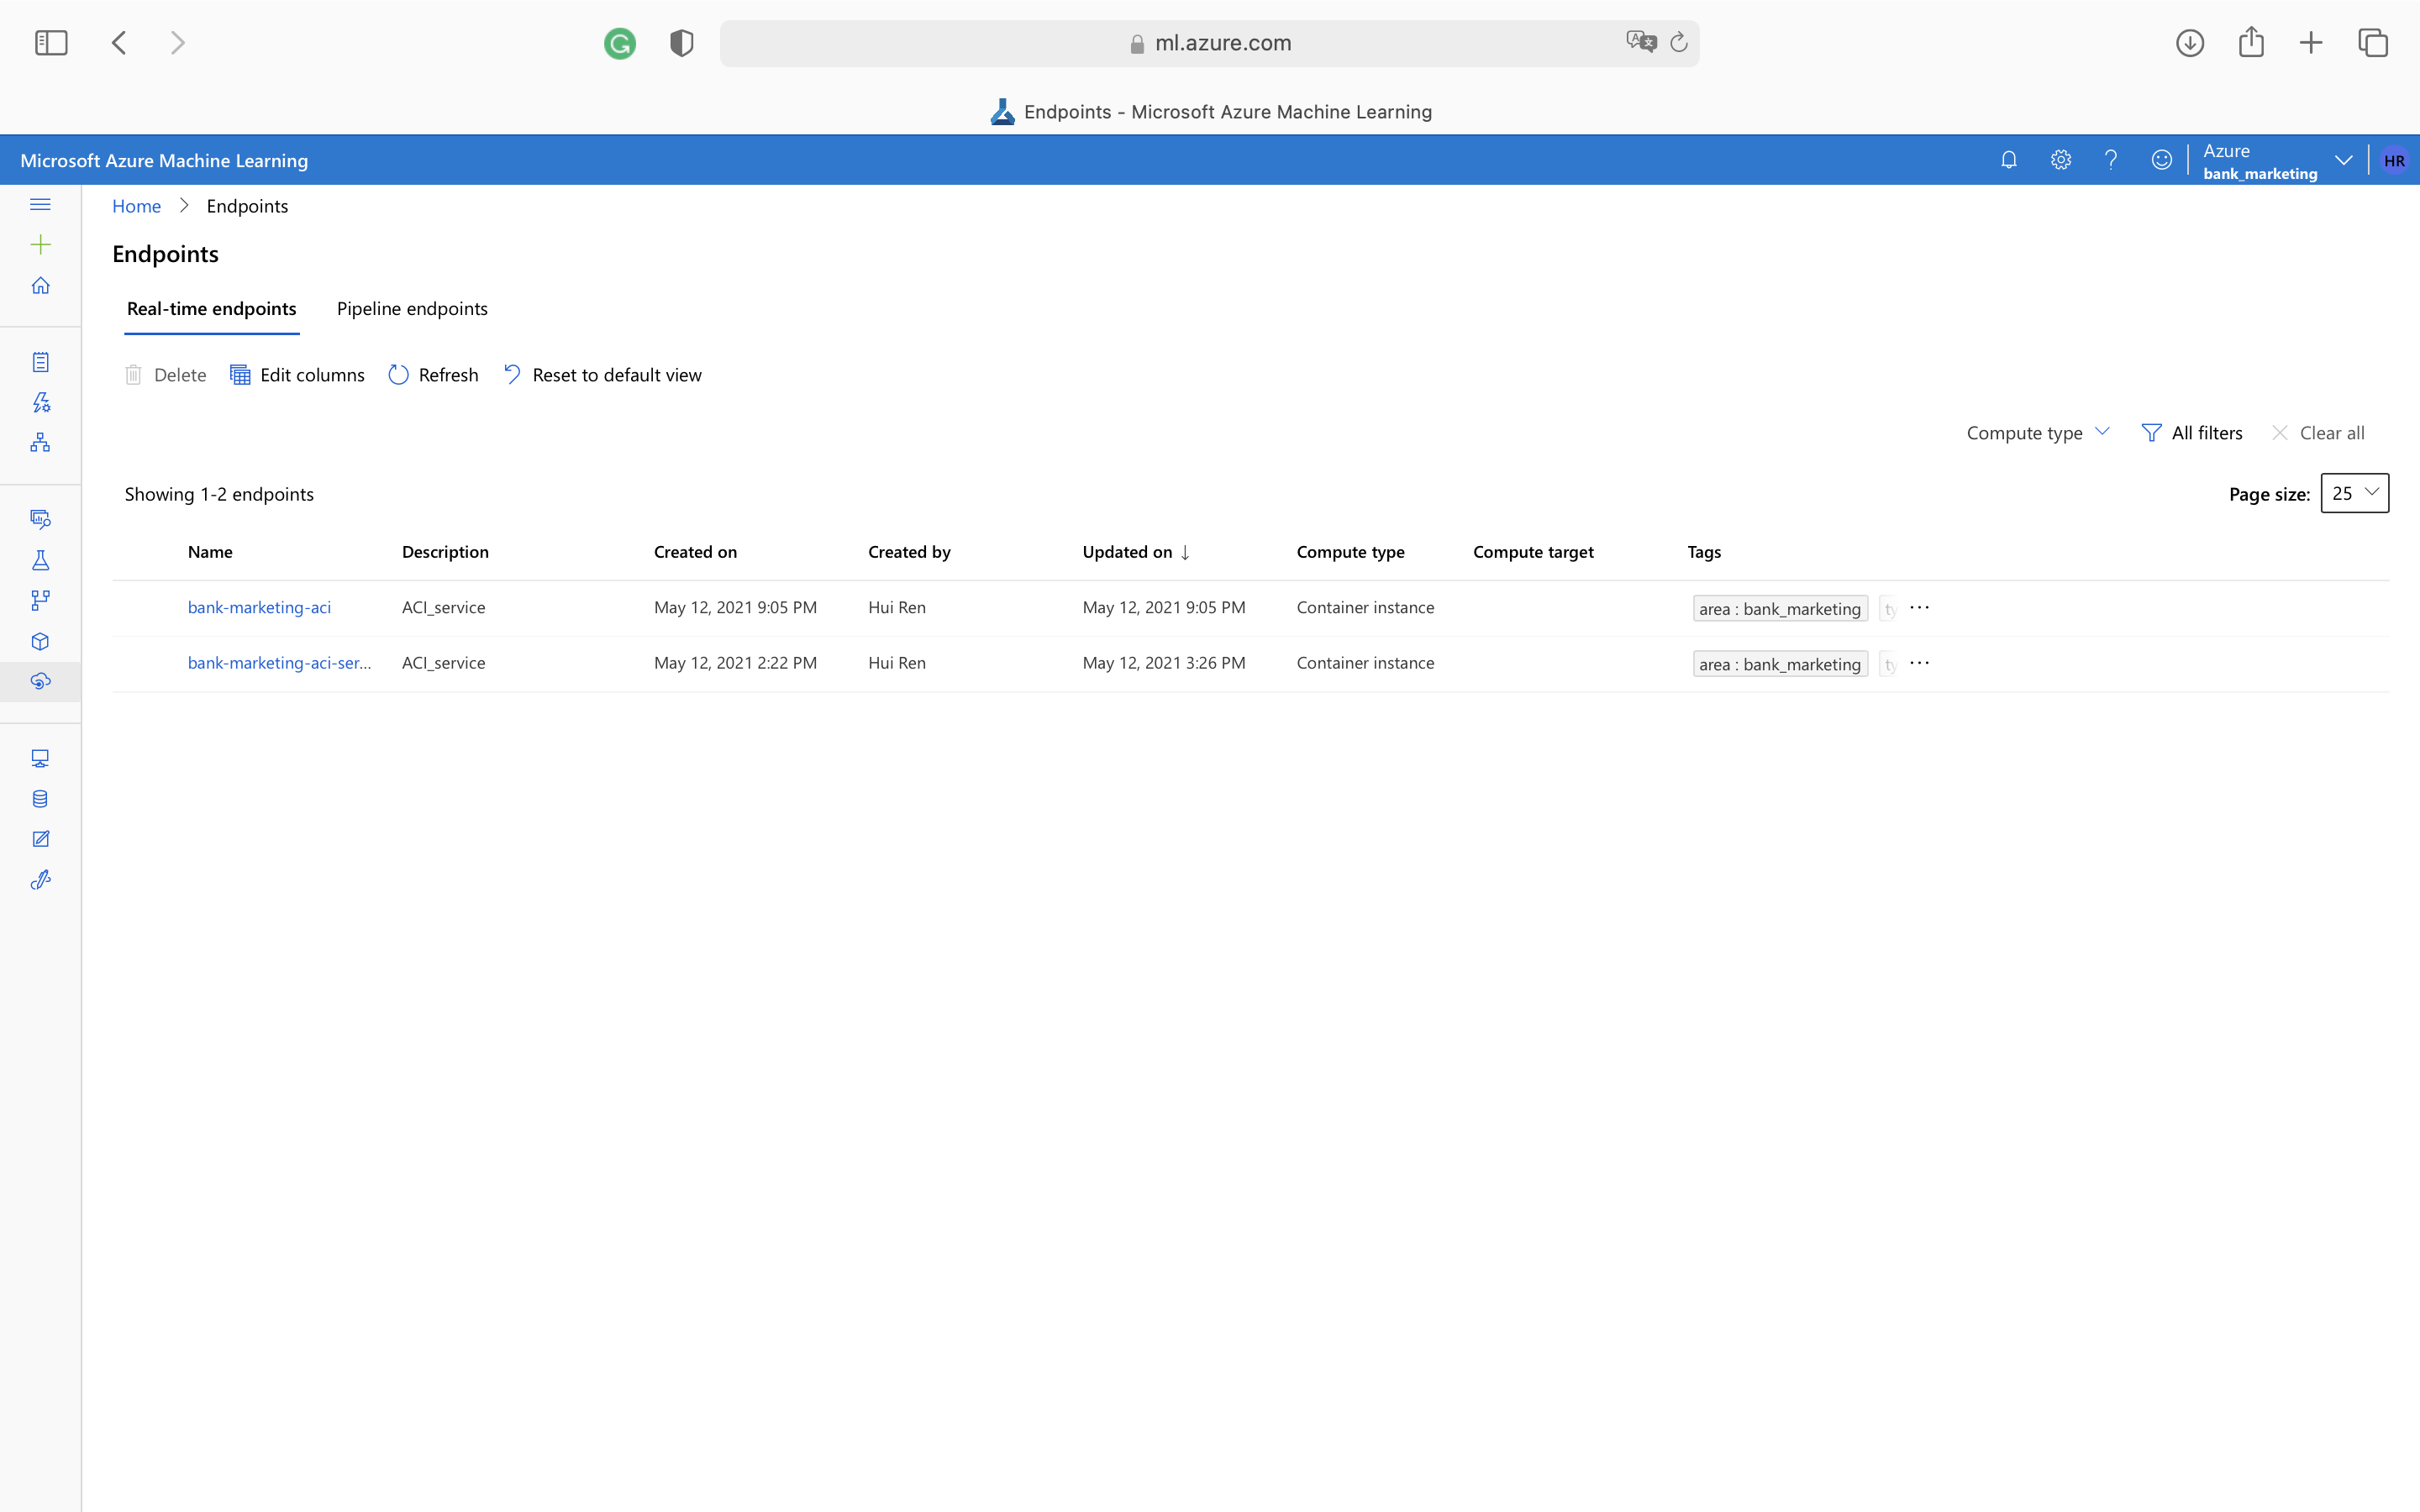 ml.azure.com
Endpoints - Microsoft Azure Machine Learning
Microsoft Azure Machine Learning
Azure
bank_marketing
HR
Home > Endpoints
Endpoints
Real-time endpoints Pipeline endpoints
Delete Edit columns Refresh Reset to default view
Compute type All filters Clear all
Showing 1-2 endpoints Page size: 25
Name Description Created on Created by Updated on ↓ Compute type Compute target Tags
bank-marketing-aci ACI_service May 12, 2021 9:05 PM Hui Ren May 12, 2021 9:05 PM Container instance area : bank_marketing ty ...
bank-marketing-aci-ser... ACI_service May 12, 2021 2:22 PM Hui Ren May 12, 2021 3:26 PM Container instance area : bank_marketing ty ...